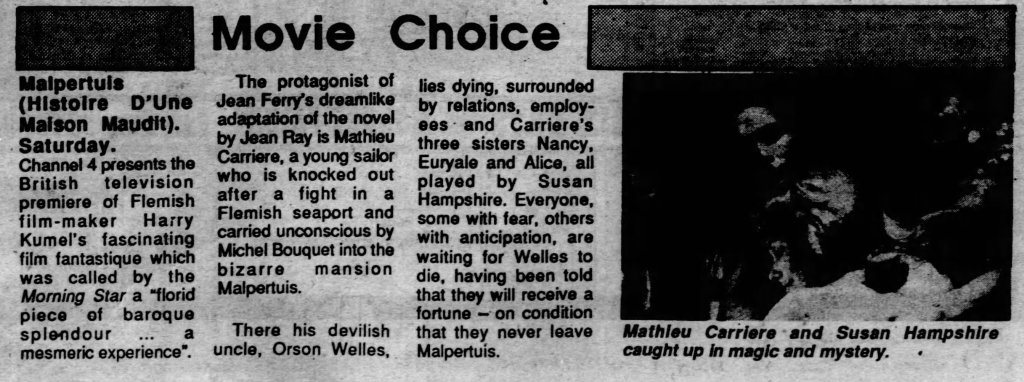 Movie Choice
Malpertuis
(Histoire D'Une
Maison Maudit).
Saturday.
Channel 4 presents the
British television
premiere of Flemish
film-maker Harry
Kumel's fascinating
film fantastique which
was called by the
Morning Star a "florid
piece of baroque
splendour ... a
mesmeric experience".
The protagonist of
Jean Ferry's dreamlike
adaptation of the novel
by Jean Ray is Mathieu
Carriere, a young sailor
who is knocked out
after a fight in a
Flemish seaport and
carried unconscious by
Michel Bouquet into the
bizarre mansion
Malpertuis.
There his devilish
uncle, Orson Welles,
lies dying, surrounded
by relations, employ-
ees and Carriere's
three sisters Nancy,
Euryale and Alice, all
played by Susan
Hampshire. Everyone,
some with fear, others
with anticipation, are
waiting for Welles to
die, having been told
that they will receive a
fortune – on condition
that they never leave
Malpertuis.
Mathieu Carriere and Susan Hampshire
caught up in magic and mystery.